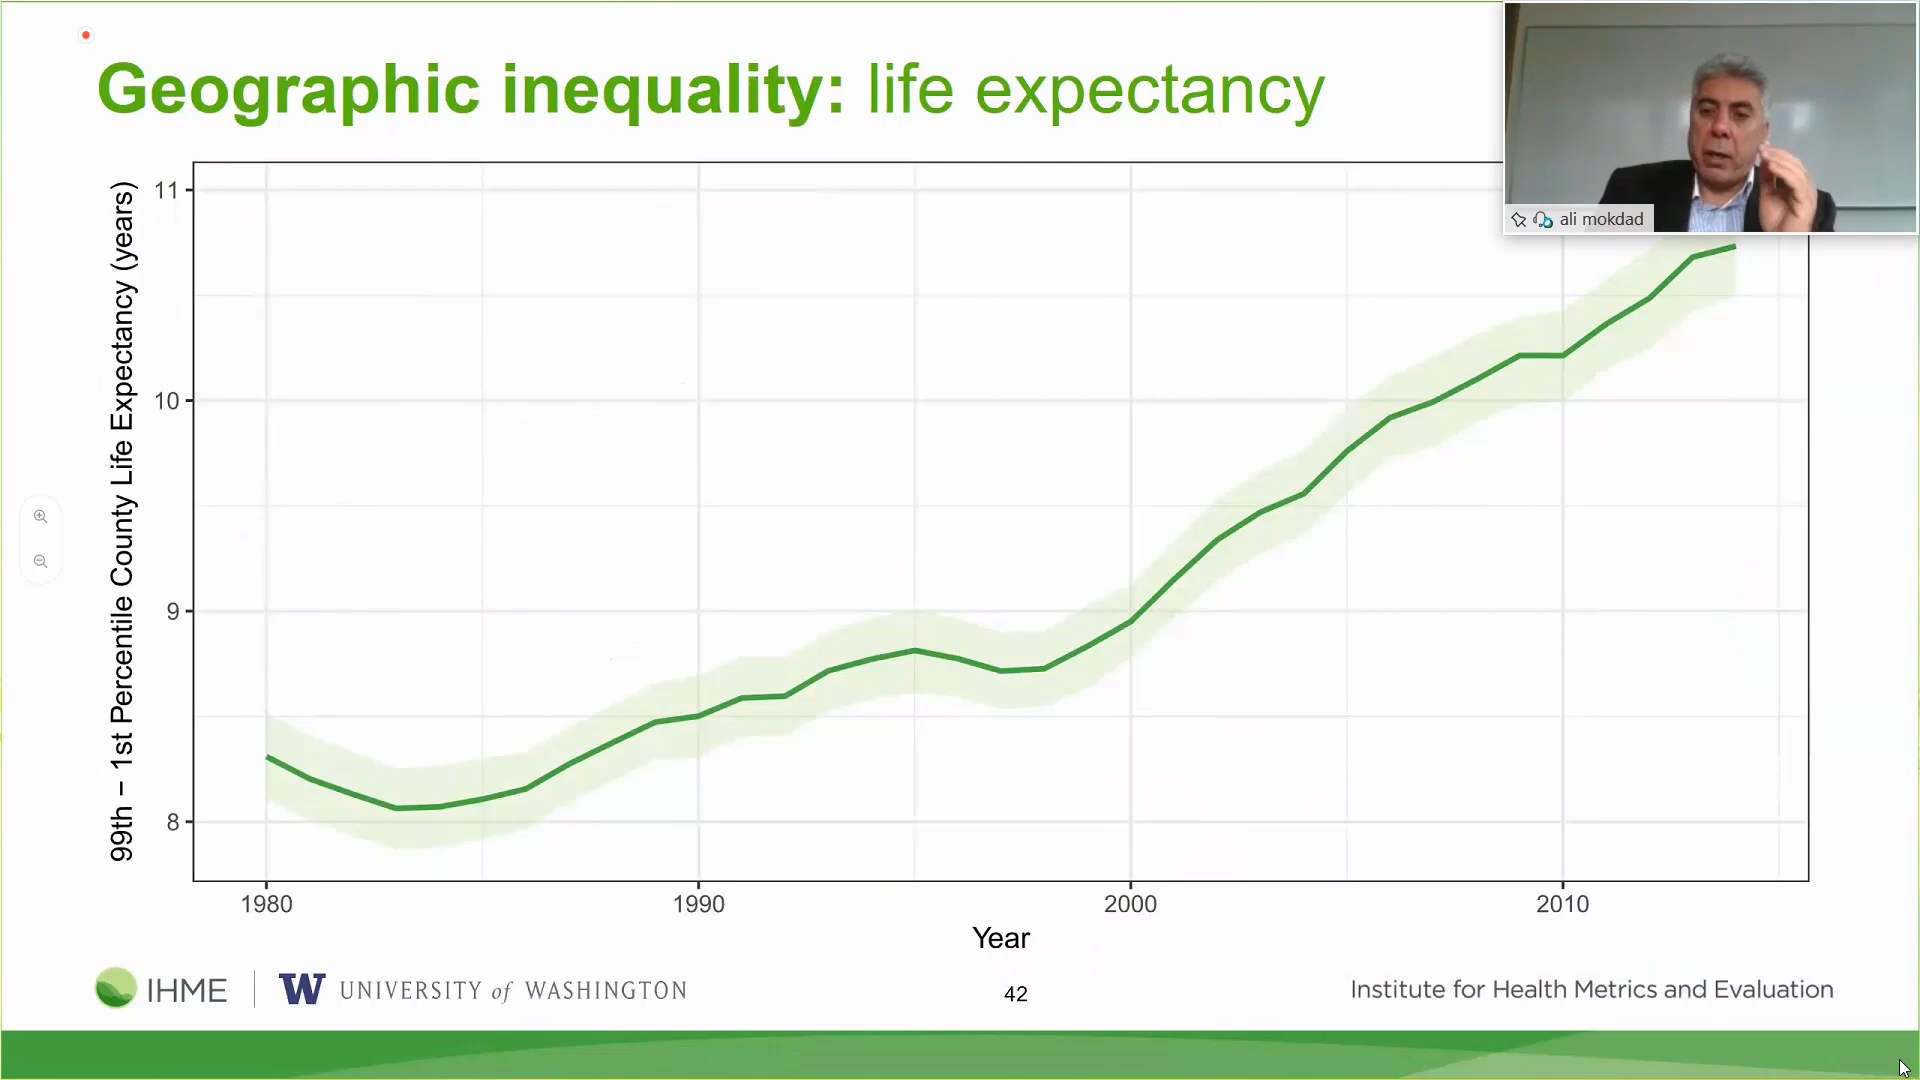 Geographic inequality: life expectancy
ali mokdad
99th − 1st Percentile County Life Expectancy (years)
11
10
9
8
1980
1990
2000
2010
Year
IHME
W UNIVERSITY of WASHINGTON
42
Institute for Health Metrics and Evaluation